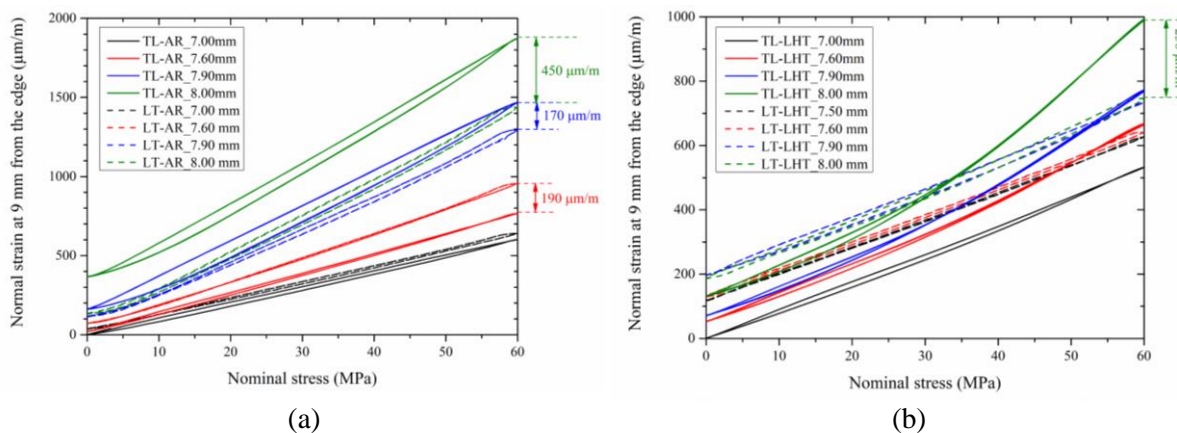 2000
1500
1000
500
0
Normal strain at 9 mm from the edge (μm/m)
TL-AR_7.00mm
TL-AR_7.60mm
TL-AR_7.90mm
TL-AR_8.00mm
LT-AR_7.00 mm
LT-AR_7.60 mm
LT-AR_7.90 mm
LT-AR_8.00 mm
450 μm/m
170 μm/m
190 μm/m
0 10 20 30 40 50 60
Nominal stress (MPa)
(a)
1000
800
600
400
200
0
Normal strain at 9 mm from the edge (μm/m)
TL-LHT_7.00mm
TL-LHT_7.60mm
TL-LHT_7.90mm
TL-LHT_8.00 mm
LT-LHT_7.50 mm
LT-LHT_7.60 mm
LT-LHT_7.90 mm
LT-LHT_8.00 mm
0 10 20 30 40 50 60
Nominal stress (MPa)
(b)